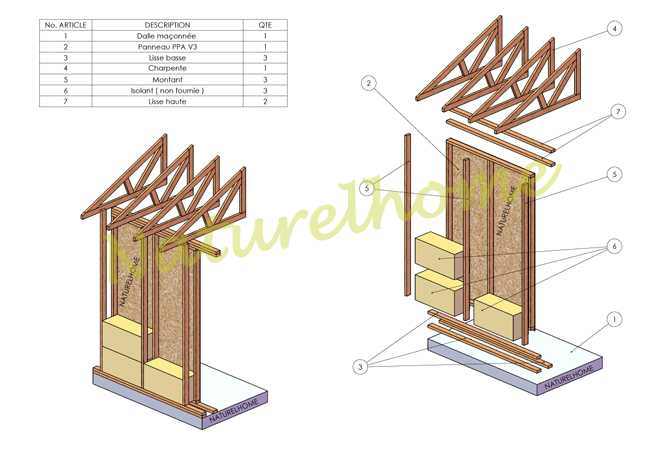 No. ARTICLE DESCRIPTION QTE
1 Dalle maçonnée 1
2 Panneau PPA V3 1
3 Lisse basse 3
4 Charpente 1
5 Montant 3
6 Isolant ( non fournie ) 3
7 Lisse haute 2
Naturelhome
4
2
7
5
5
NATURELHOME
6
NATURELHOME
1
3
NATURELHOME
NATURELHOME